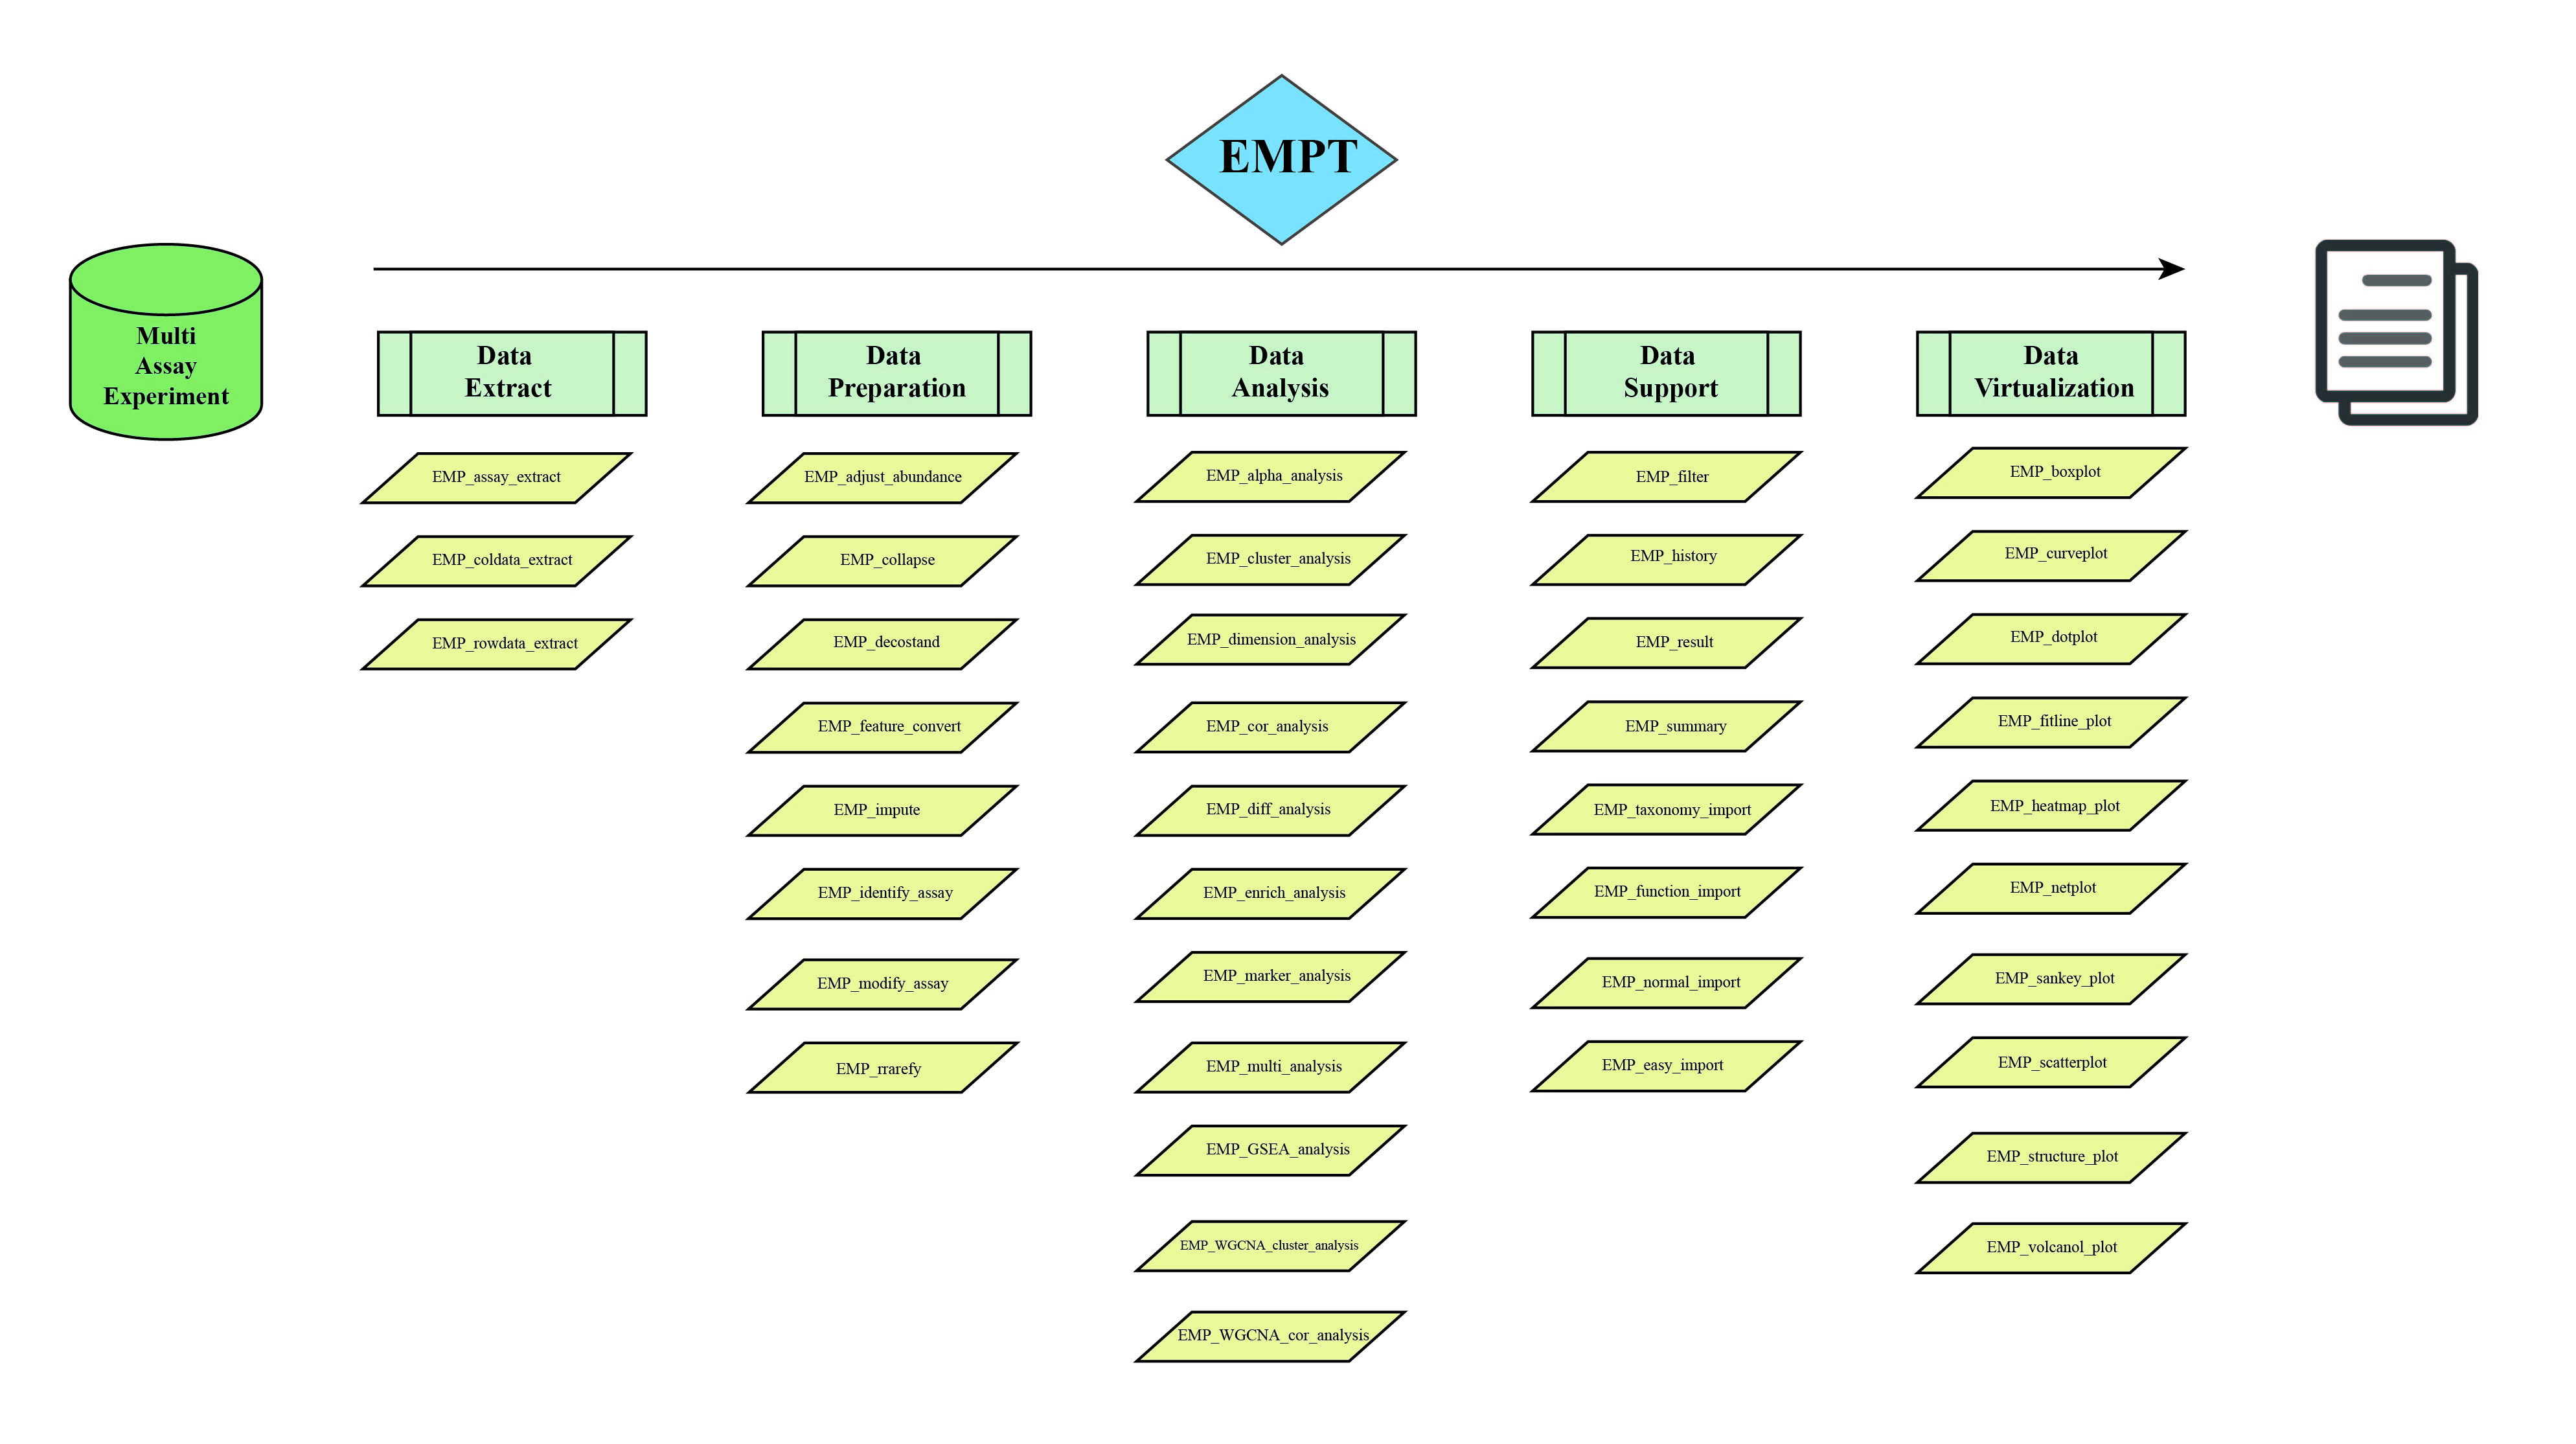 EMPT
Multi
Assay
Experiment
Data
Extract
EMP_assay_extract
EMP_coldata_extract
EMP_rowdata_extract
Data
Preparation
EMP_adjust_abundance
EMP_collapse
EMP_decostand
EMP_feature_convert
EMP_impute
EMP_identify_assay
EMP_modify_assay
EMP_rrarefy
Data
Analysis
EMP_alpha_analysis
EMP_cluster_analysis
EMP_dimension_analysis
EMP_cor_analysis
EMP_diff_analysis
EMP_enrich_analysis
EMP_marker_analysis
EMP_multi_analysis
EMP_GSEA_analysis
EMP_WGCNA_cluster_analysis
EMP_WGCNA_cor_analysis
Data
Support
EMP_filter
EMP_history
EMP_result
EMP_summary
EMP_taxonomy_import
EMP_function_import
EMP_normal_import
EMP_easy_import
Data
Virtualization
EMP_boxplot
EMP_curveplot
EMP_dotplot
EMP_fitline_plot
EMP_heatmap_plot
EMP_netplot
EMP_sankey_plot
EMP_scatterplot
EMP_structure_plot
EMP_volcanol_plot